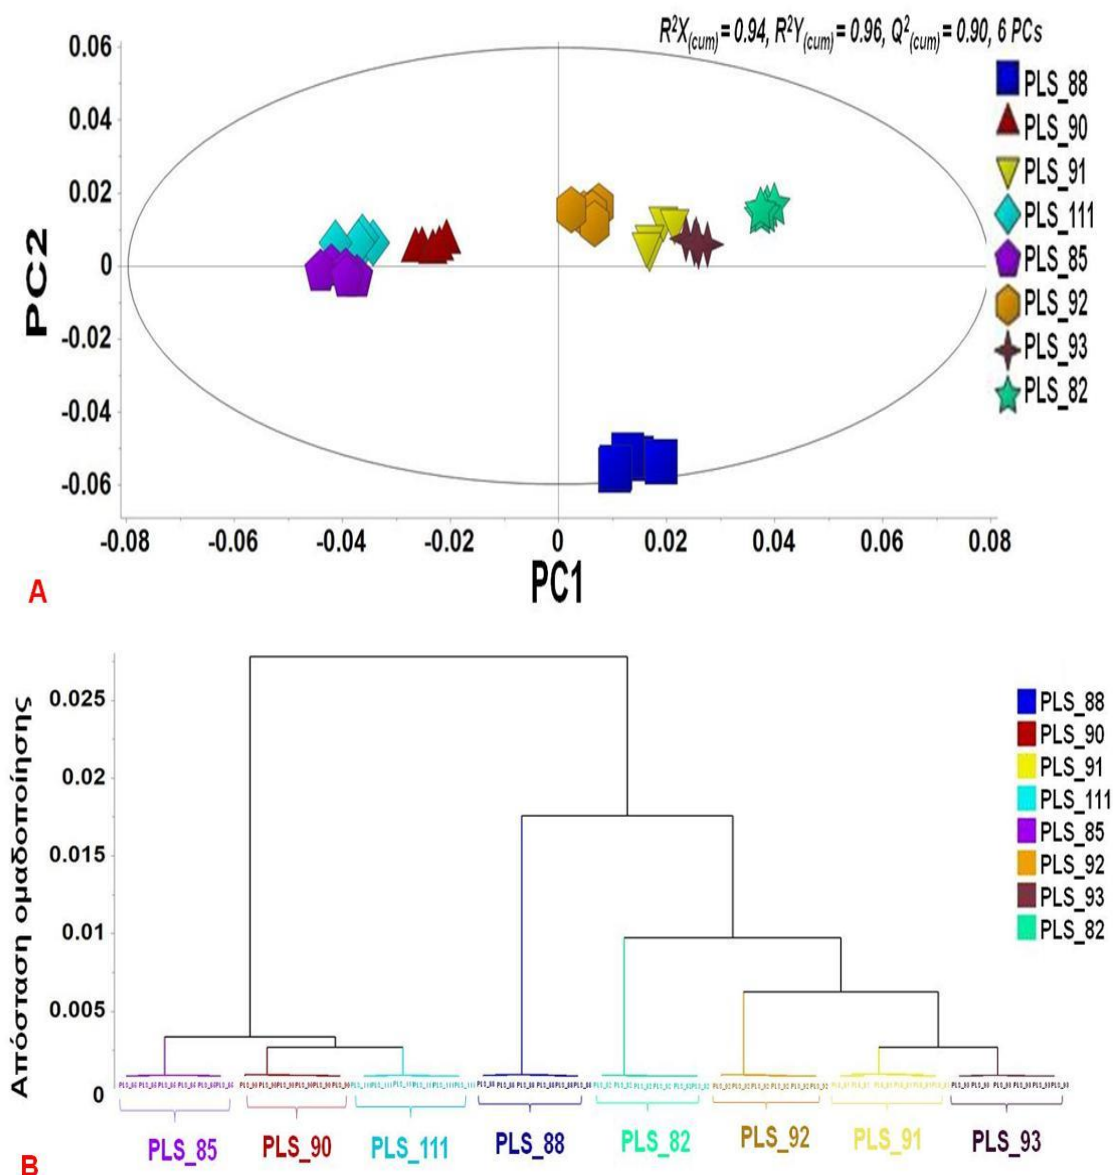 R²X(cum) = 0.94, R²Y(cum) = 0.96, Q²(cum) = 0.90, 6 PCs
PLS_88
PLS_90
PLS_91
PLS_111
PLS_85
PLS_92
PLS_93
PLS_82
PC2
0.06
0.04
0.02
0
-0.02
-0.04
-0.06
-0.08
-0.06
-0.04
-0.02
0
0.02
0.04
0.06
0.08
PC1
A
Απόσταση ομαδοποίησης
0.025
0.02
0.015
0.01
0.005
0
PLS_88
PLS_90
PLS_91
PLS_111
PLS_85
PLS_92
PLS_93
PLS_82
PLS_85
PLS_90
PLS_111
PLS_88
PLS_82
PLS_92
PLS_91
PLS_93
B